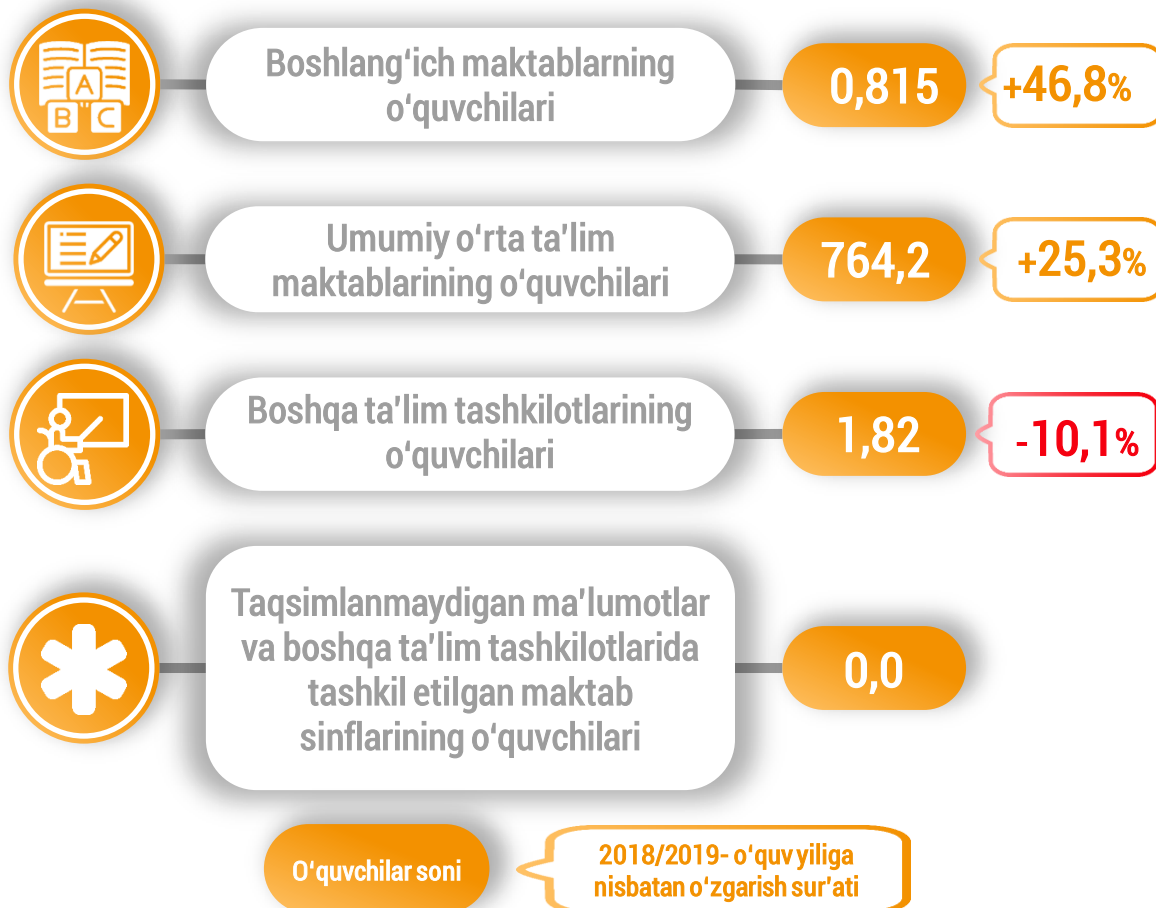 A
B C
Boshlang‘ich maktablarning
o‘quvchilari
0,815
+46,8%
Umumiy o‘rta ta’lim
maktablarining o‘quvchilari
764,2
+25,3%
Boshqa ta’lim tashkilotlarining
o‘quvchilari
1,82
-10,1%
Taqsimlanmaydigan ma’lumotlar
va boshqa ta’lim tashkilotlarida
tashkil etilgan maktab
sinflarining o‘quvchilari
0,0
O‘quvchilar soni
2018/2019- o‘quv yiliga
nisbatan o‘zgarish sur’ati